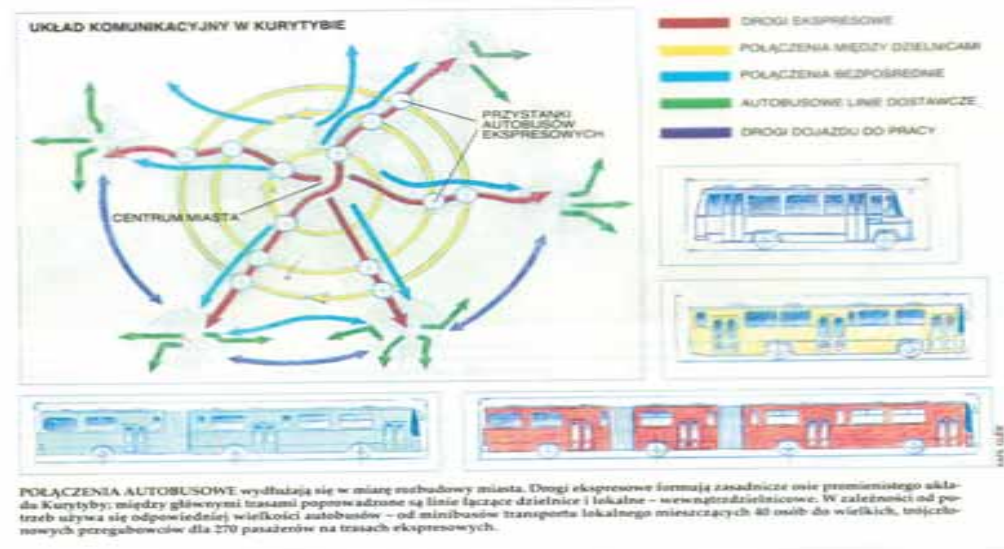 UKŁAD KOMUNIKACYJNY W KURYTYBIE
DROGI EKSPRESOWE
POŁĄCZENIA MIĘDZY DZIELNICAMI
POŁĄCZENIA BEZPOŚREDNIE
AUTOBUSOWE LINIE DOSTAWCZE
DROGI DOJAZDU DO PRACY
PRZYSTANKI
AUTOBUSÓW
EKSPRESOWYCH
CENTRUM MIASTA
POŁĄCZENIA AUTOBUSOWE wydłużają się w miarę rozbudowy miasta. Drogi ekspresowe formują zasadnicze osie promienistego ukła-
du Kurytyby; między głównymi trasami poprowadzone są linie łączące dzielnice i lokalne – wewnątrzdzielnicowe. W zależności od po-
trzeb używa się odpowiedniej wielkości autobusów – od minibusów transportu lokalnego mieszczących 40 osób do wielkich, trójczło-
nowych przegubowców dla 270 pasażerów na trasach ekspresowych.